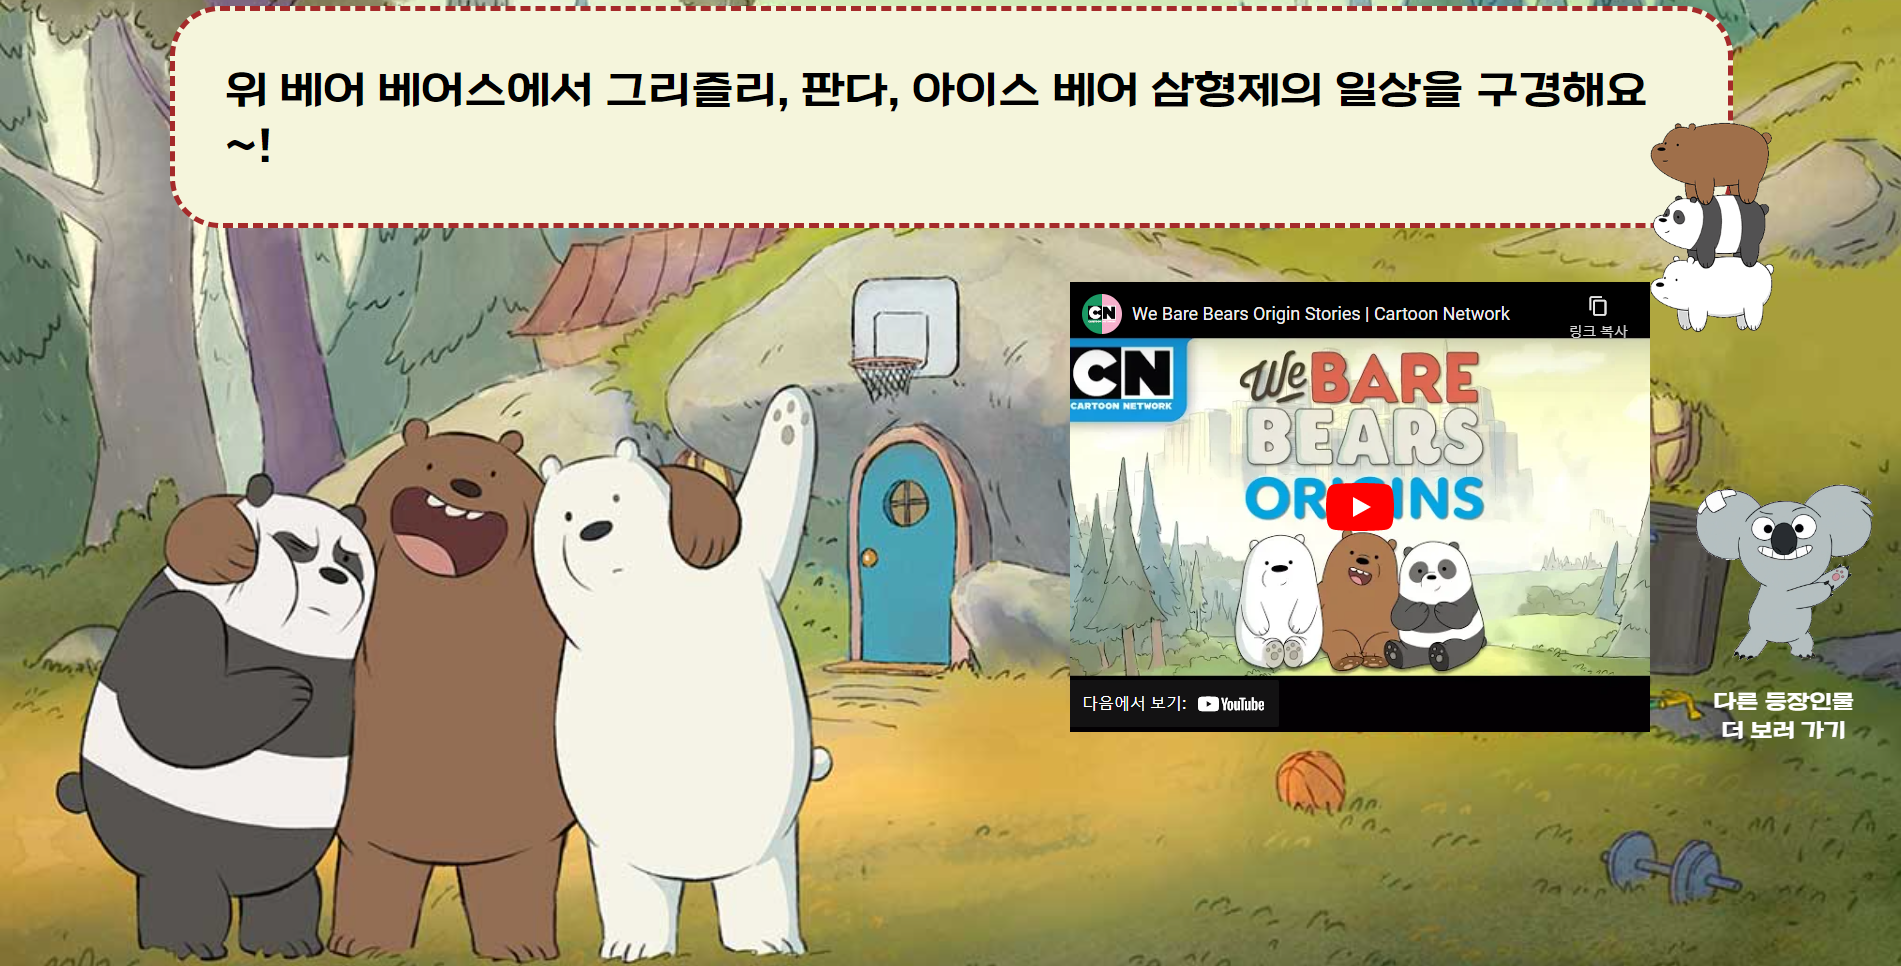 위 베어 베어스에서 그리즐리, 판다, 아이스 베어 삼형제의 일상을 구경해요
~!
CN
We Bare Bears Origin Stories | Cartoon Network
링크 복사
CN
CARTOON NETWORK
We BARE
BEARS
ORIGINS
다음에서 보기: YouTube
다른 등장인물
더 보러 가기